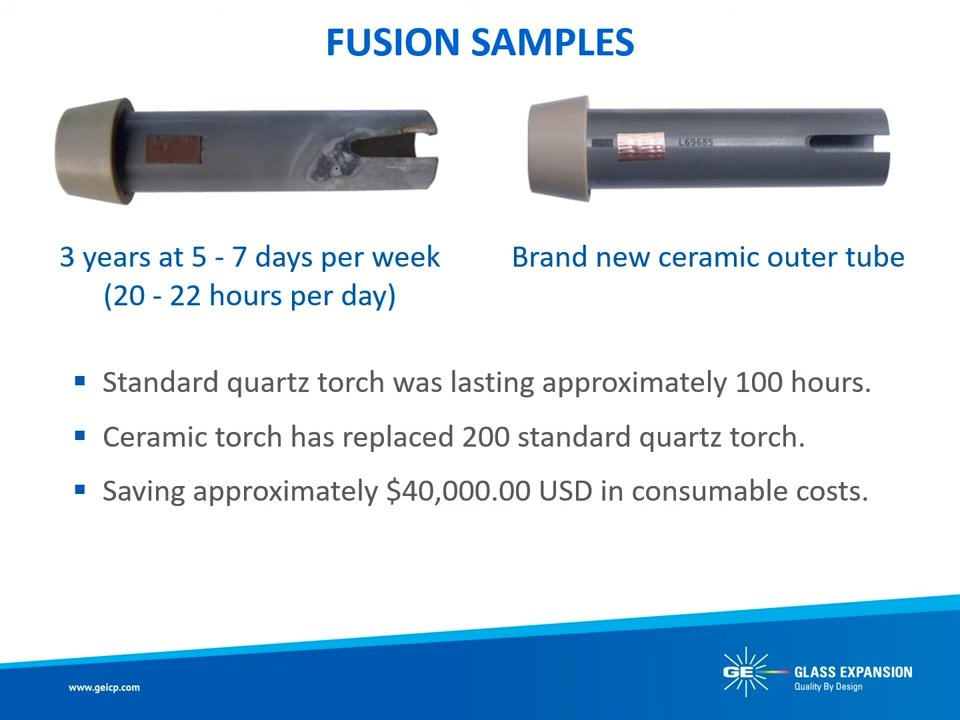 FUSION SAMPLES
L69685
3 years at 5 - 7 days per week
(20 - 22 hours per day)
Brand new ceramic outer tube
▪ Standard quartz torch was lasting approximately 100 hours.
▪ Ceramic torch has replaced 200 standard quartz torch.
▪ Saving approximately $40,000.00 USD in consumable costs.
www.geicp.com
GE
GLASS EXPANSION
Quality By Design